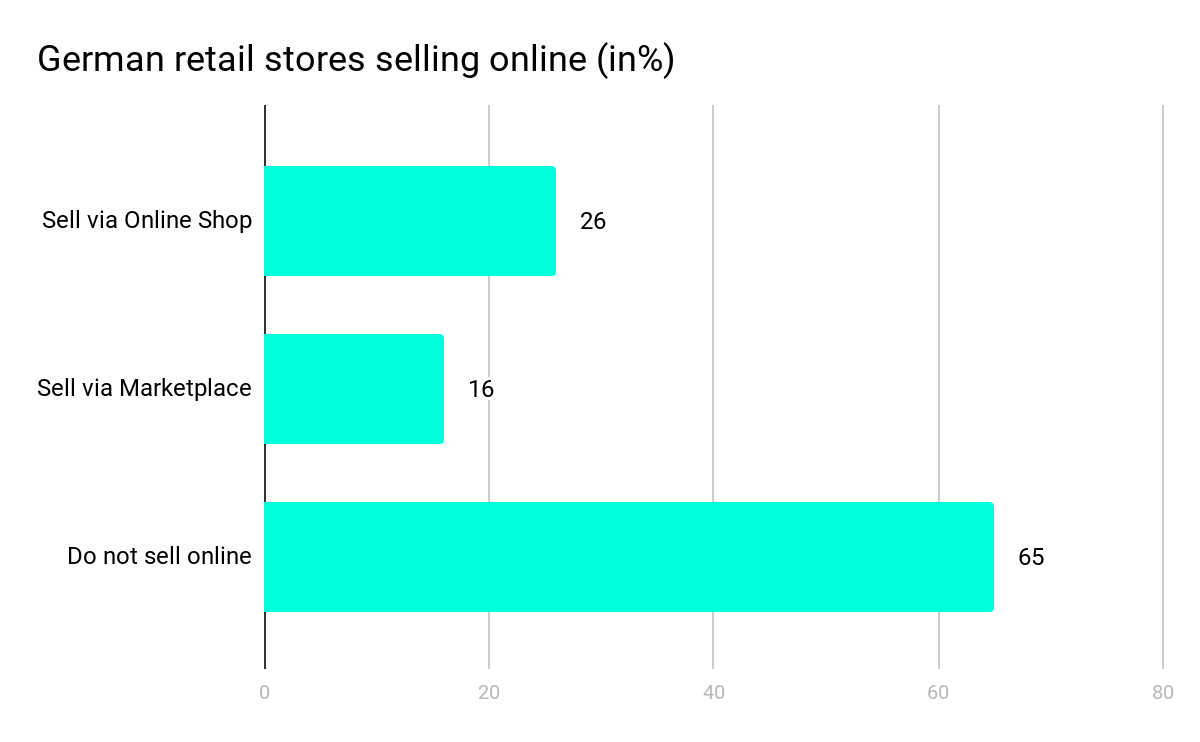 German retail stores selling online (in%)
Sell via Online Shop
26
Sell via Marketplace
16
Do not sell online
65
0 20 40 60 80